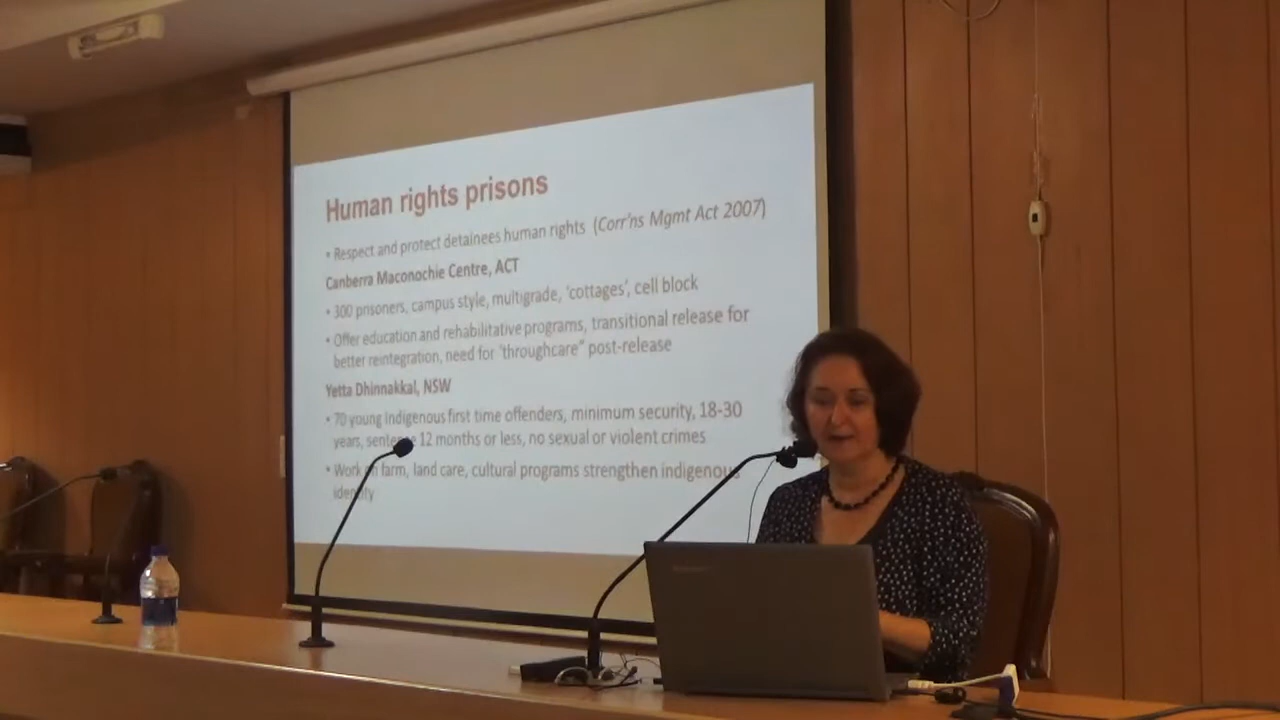 Human rights prisons
• Respect and protect detainees human rights (Corr'ns Mgmt Act 2007)
Canberra Maconochie Centre, ACT
• 300 prisoners, campus style, multigrade, 'cottages', cell block
• Offer education and rehabilitative programs, transitional release for
better reintegration, need for 'throughcare" post-release
Yetta Dhinnakkal, NSW
• 70 young indigenous first time offenders, minimum security, 18-30
years, sentence 12 months or less, no sexual or violent crimes
• Work on farm, land care, cultural programs strengthen indigenous
identity